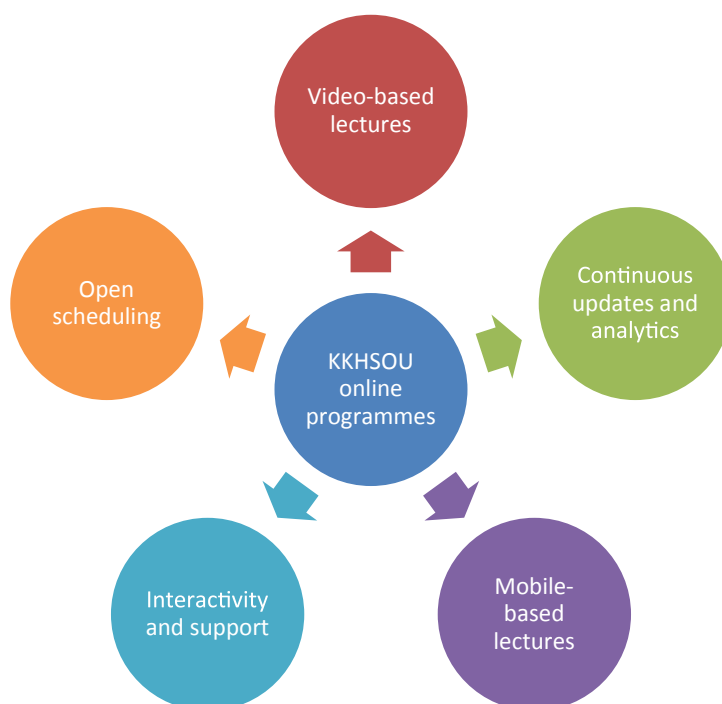 Video-based
lectures
Open
scheduling
Continuous
updates and
analytics
KKHSOU
online
programmes
Interactivity
and support
Mobile-
based
lectures